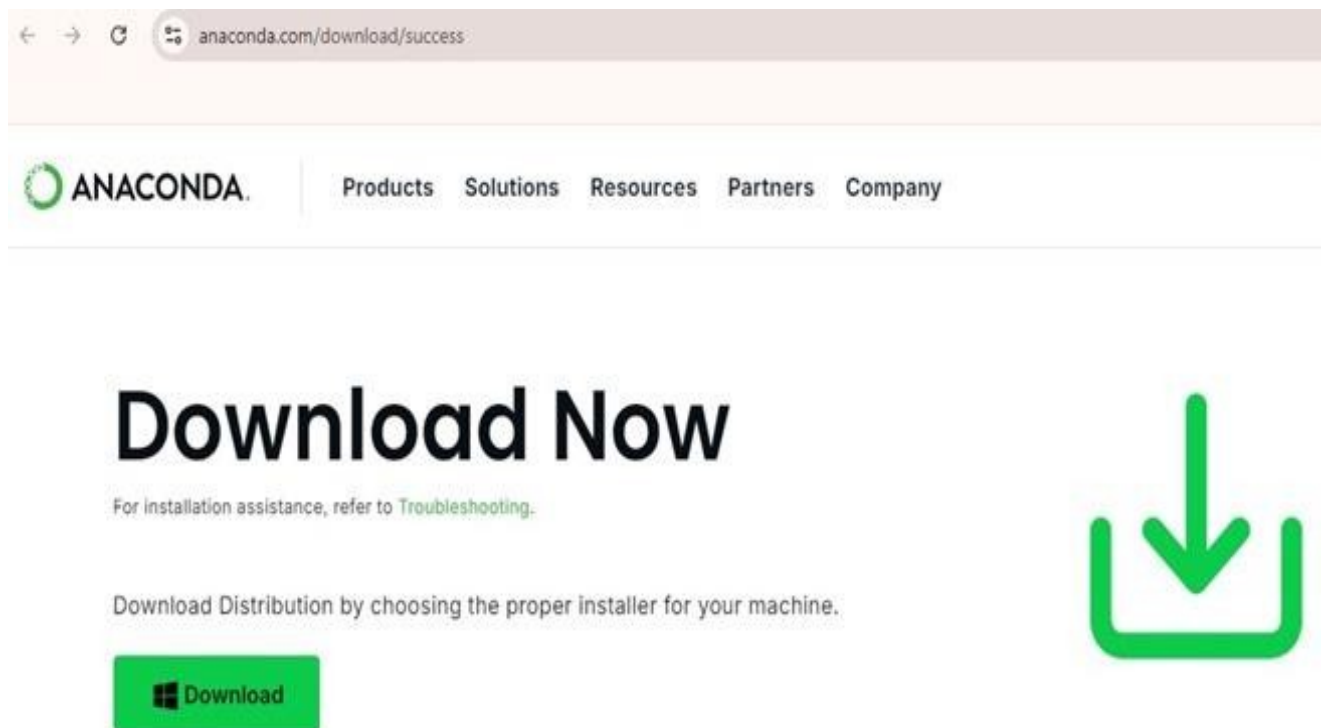 anaconda.com/download/success
ANACONDA.
Products Solutions Resources Partners Company
Download Now
For installation assistance, refer to Troubleshooting.
Download Distribution by choosing the proper installer for your machine.
Download